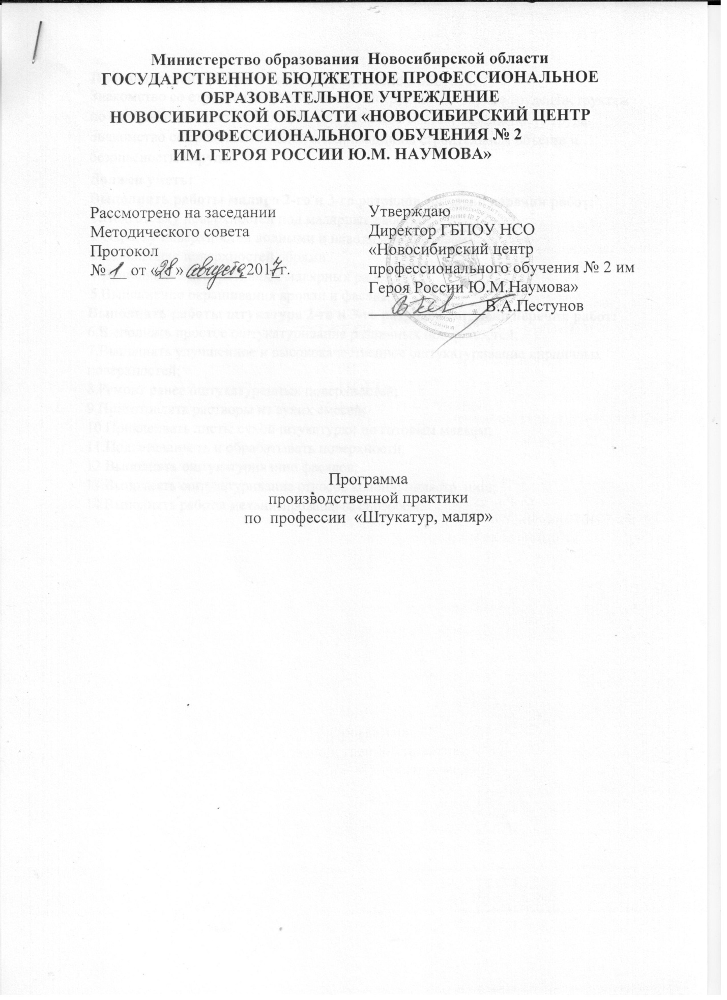 Министерство образования  Новосибирской области
ГОСУДАРСТВЕННОЕ БЮДЖЕТНОЕ ПРОФЕССИОНАЛЬНОЕ
ОБРАЗОВАТЕЛЬНОЕ УЧРЕЖДЕНИЕ
НОВОСИБИРСКОЙ ОБЛАСТИ «НОВОСИБИРСКИЙ ЦЕНТР
ПРОФЕССИОНАЛЬНОГО ОБУЧЕНИЯ № 2
ИМ. ГЕРОЯ РОССИИ Ю.М. НАУМОВА»
Рассмотрено на заседании
Методического совета
Протокол
№ 1 от «28» августа 2017г.
Утверждаю
Директор ГБПОУ НСО
«Новосибирский центр
профессионального обучения № 2 им
Героя России Ю.М.Наумова»
В.А.Пестунов
Программа
производственной практики
по  профессии  «Штукатур, маляр»